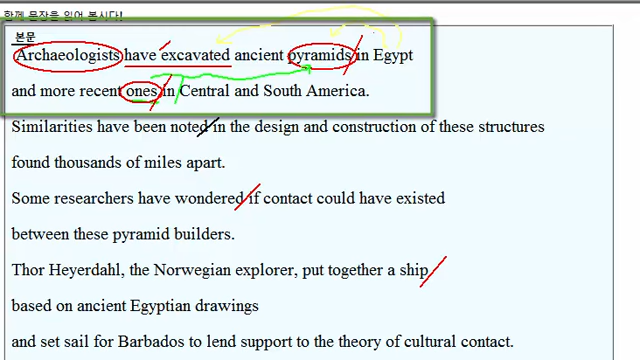 함께 문장을 읽어 봅시다!
본문
Archaeologists have excavated ancient pyramids in Egypt
and more recent ones in Central and South America.
Similarities have been noted in the design and construction of these structures
found thousands of miles apart.
Some researchers have wondered if contact could have existed
between these pyramid builders.
Thor Heyerdahl, the Norwegian explorer, put together a ship
based on ancient Egyptian drawings
and set sail for Barbados to lend support to the theory of cultural contact.